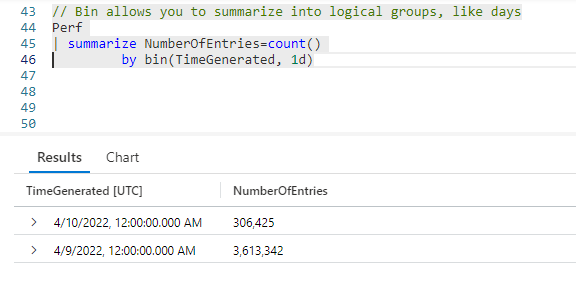 43 // Bin allows you to summarize into logical groups, like days
44 Perf
45 | summarize NumberOfEntries=count()
46 by bin(TimeGenerated, 1d)
47
48
49
50
Results Chart
TimeGenerated [UTC] NumberOfEntries
> 4/10/2022, 12:00:00.000 AM 306,425
> 4/9/2022, 12:00:00.000 AM 3,613,342